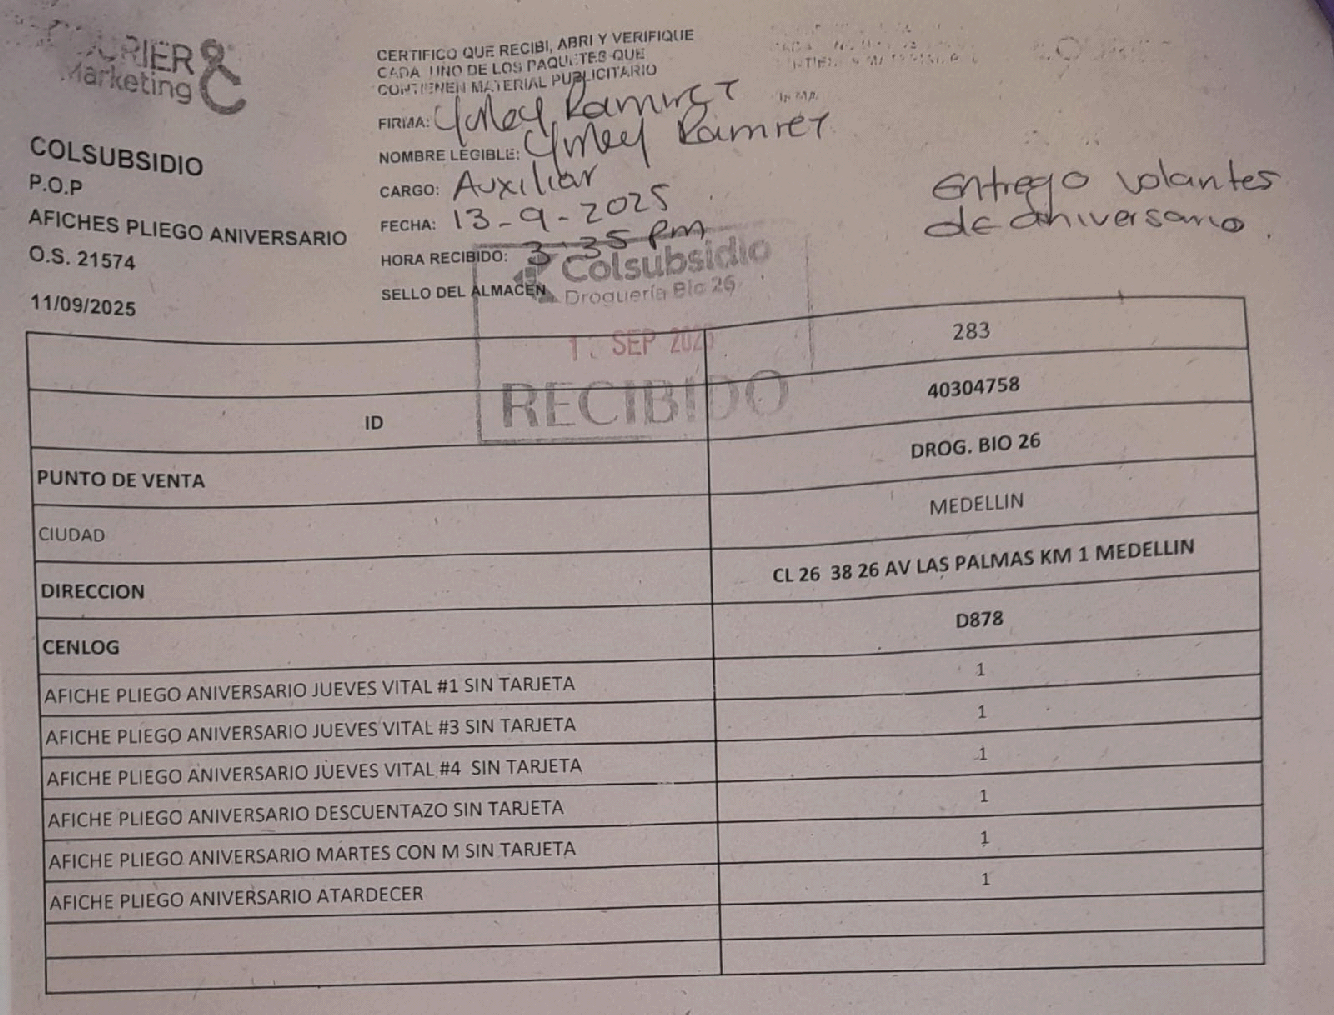 COURIER &
Marketing
COLSUBSIDIO
P.O.P
AFICHES PLIEGO ANIVERSARIO
O.S. 21574
11/09/2025
CERTIFICO QUE RECIBI, ABRI Y VERIFIQUE
CADA UNO DE LOS PAQUETES QUE
CONTIENEN MATERIAL PUBLICITARIO
FIRMA: Ramirez
NOMBRE LEGIBLE: Ramirez
CARGO: Auxiliar
FECHA: 13-9-2025
HORA RECIBIDO: 3:35 pm
SELLO DEL ALMACEN
Entrego volantes
de aniversario.
Colsubsidio
Droguería Bio 26
SEP 202
RECIBIDO
283
ID 40304758
PUNTO DE VENTA DROG. BIO 26
CIUDAD MEDELLIN
DIRECCION CL 26 38 26 AV LAS PALMAS KM 1 MEDELLIN
CENLOG D878
AFICHE PLIEGO ANIVERSARIO JUEVES VITAL #1 SIN TARJETA 1
AFICHE PLIEGO ANIVERSARIO JUEVES VITAL #3 SIN TARJETA 1
AFICHE PLIEGO ANIVERSARIO JUEVES VITAL #4 SIN TARJETA 1
AFICHE PLIEGO ANIVERSARIO DESCUENTAZO SIN TARJETA 1
AFICHE PLIEGO ANIVERSARIO MARTES CON M SIN TARJETA 1
AFICHE PLIEGO ANIVERSARIO ATARDECER 1